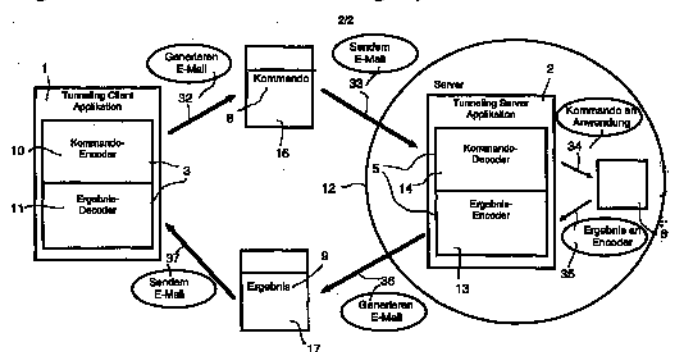 2/2
Generieren
E-Mail
Sendem
E-Mail
1
Tunneling Client
Applikation
32
Kommando
8
16
33
Server
2
Tunneling Server
Applikation
Kommando an
Anwendung
10
Kommando-
Encoder
3
11
Ergebnis-
Decoder
12
5
14
Kommando-
Decoder
Ergebnis-
Encoder
13
34
6
Ergebnis an
Encoder
35
37
Sendem
E-Mail
9
Ergebnis
17
36
Generieren
E-Mail